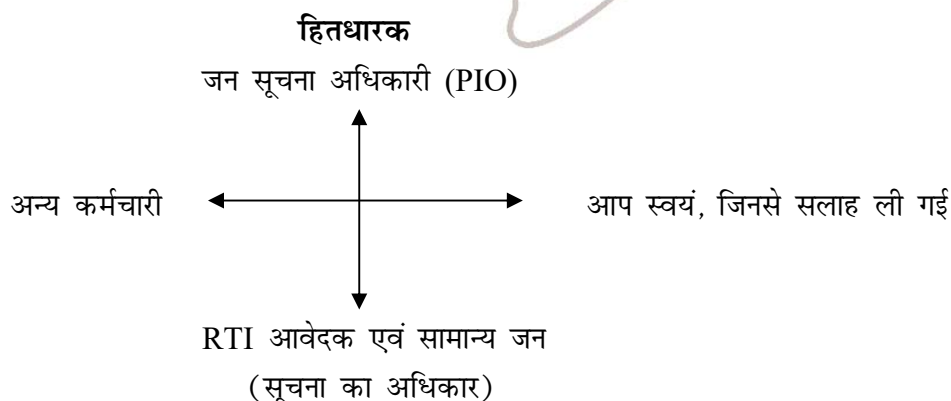 हितधारक
जन सूचना अधिकारी (PIO)
अन्य कर्मचारी
आप स्वयं, जिनसे सलाह ली गई
RTI आवेदक एवं सामान्य जन
(सूचना का अधिकार)